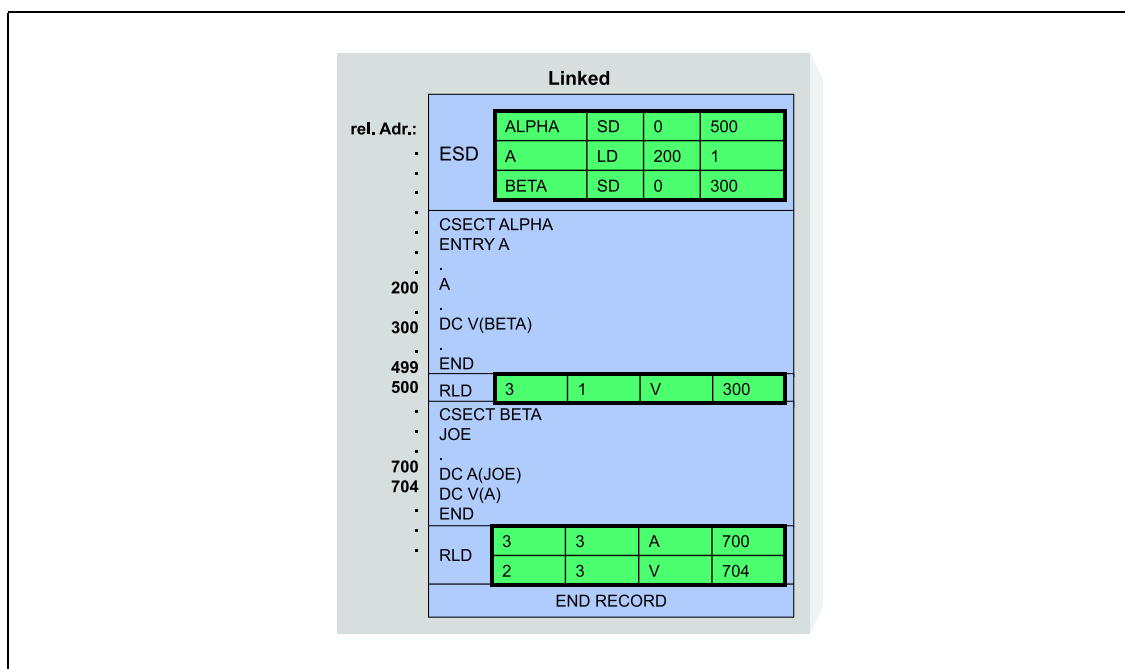 Linked
rel. Adr.:
ESD
ALPHA SD 0 500
A LD 200 1
BETA SD 0 300
CSECT ALPHA
ENTRY A
.
200 A
.
300 DC V(BETA)
.
499 END
500 RLD 3 1 V 300
CSECT BETA
JOE
.
700 DC A(JOE)
704 DC V(A)
END
RLD
3 3 A 700
2 3 V 704
END RECORD